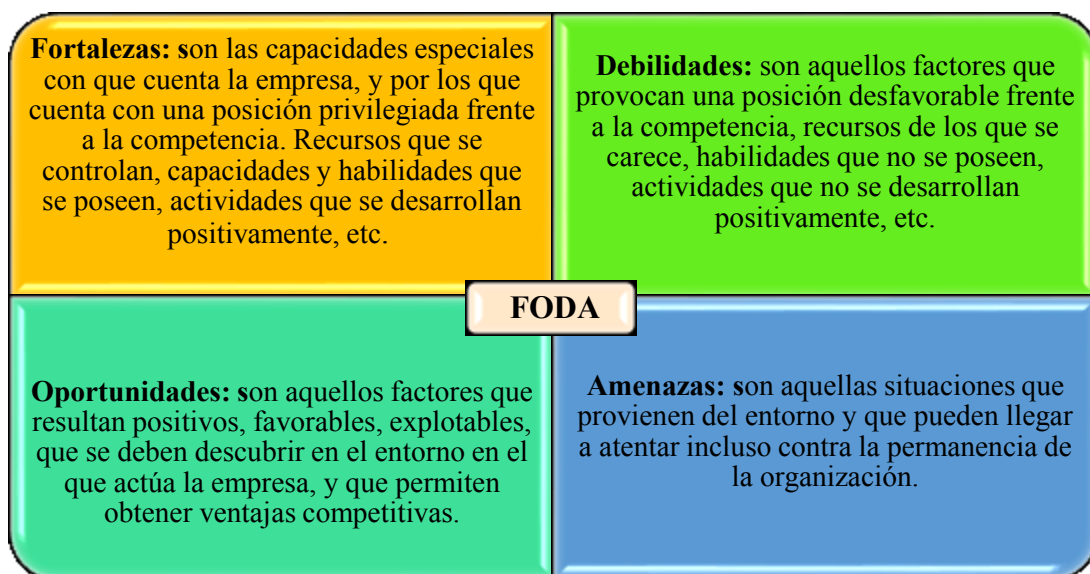 Fortalezas: son las capacidades especiales
con que cuenta la empresa, y por los que
cuenta con una posición privilegiada frente
a la competencia. Recursos que se
controlan, capacidades y habilidades que
se poseen, actividades que se desarrollan
positivamente, etc.
Debilidades: son aquellos factores que
provocan una posición desfavorable frente
a la competencia, recursos de los que se
carece, habilidades que no se poseen,
actividades que no se desarrollan
positivamente, etc.
FODA
Oportunidades: son aquellos factores que
resultan positivos, favorables, explotables,
que se deben descubrir en el entorno en el
que actúa la empresa, y que permiten
obtener ventajas competitivas.
Amenazas: son aquellas situaciones que
provienen del entorno y que pueden llegar
a atentar incluso contra la permanencia de
la organización.